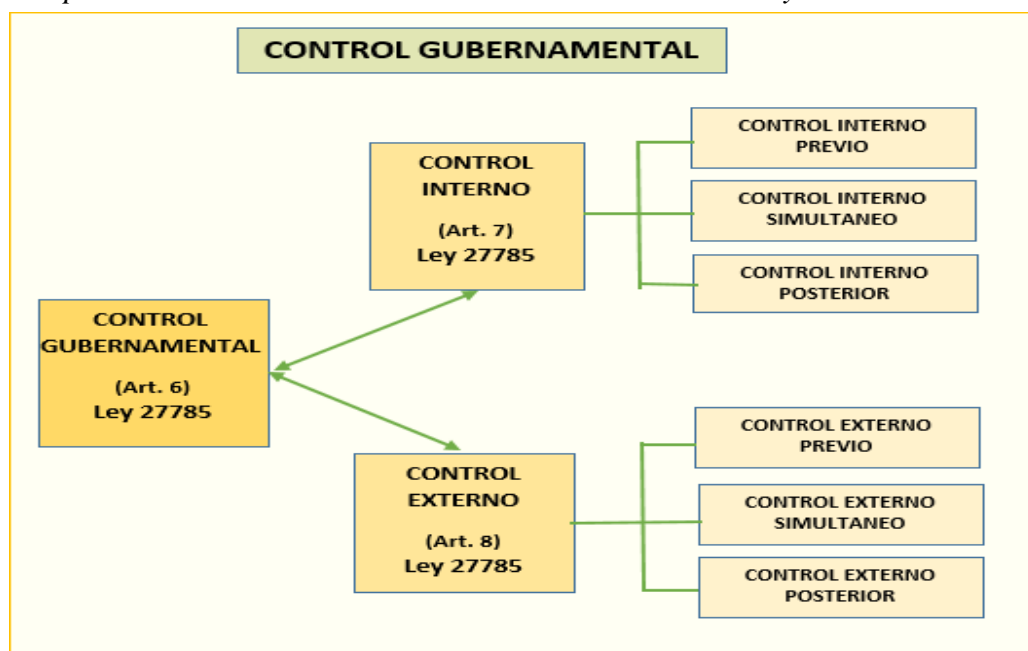 CONTROL GUBERNAMENTAL
CONTROL
GUBERNAMENTAL
(Art. 6)
Ley 27785
CONTROL
INTERNO
(Art. 7)
Ley 27785
CONTROL INTERNO
PREVIO
CONTROL INTERNO
SIMULTANEO
CONTROL INTERNO
POSTERIOR
CONTROL
EXTERNO
(Art. 8)
Ley 27785
CONTROL EXTERNO
PREVIO
CONTROL EXTERNO
SIMULTANEO
CONTROL EXTERNO
POSTERIOR